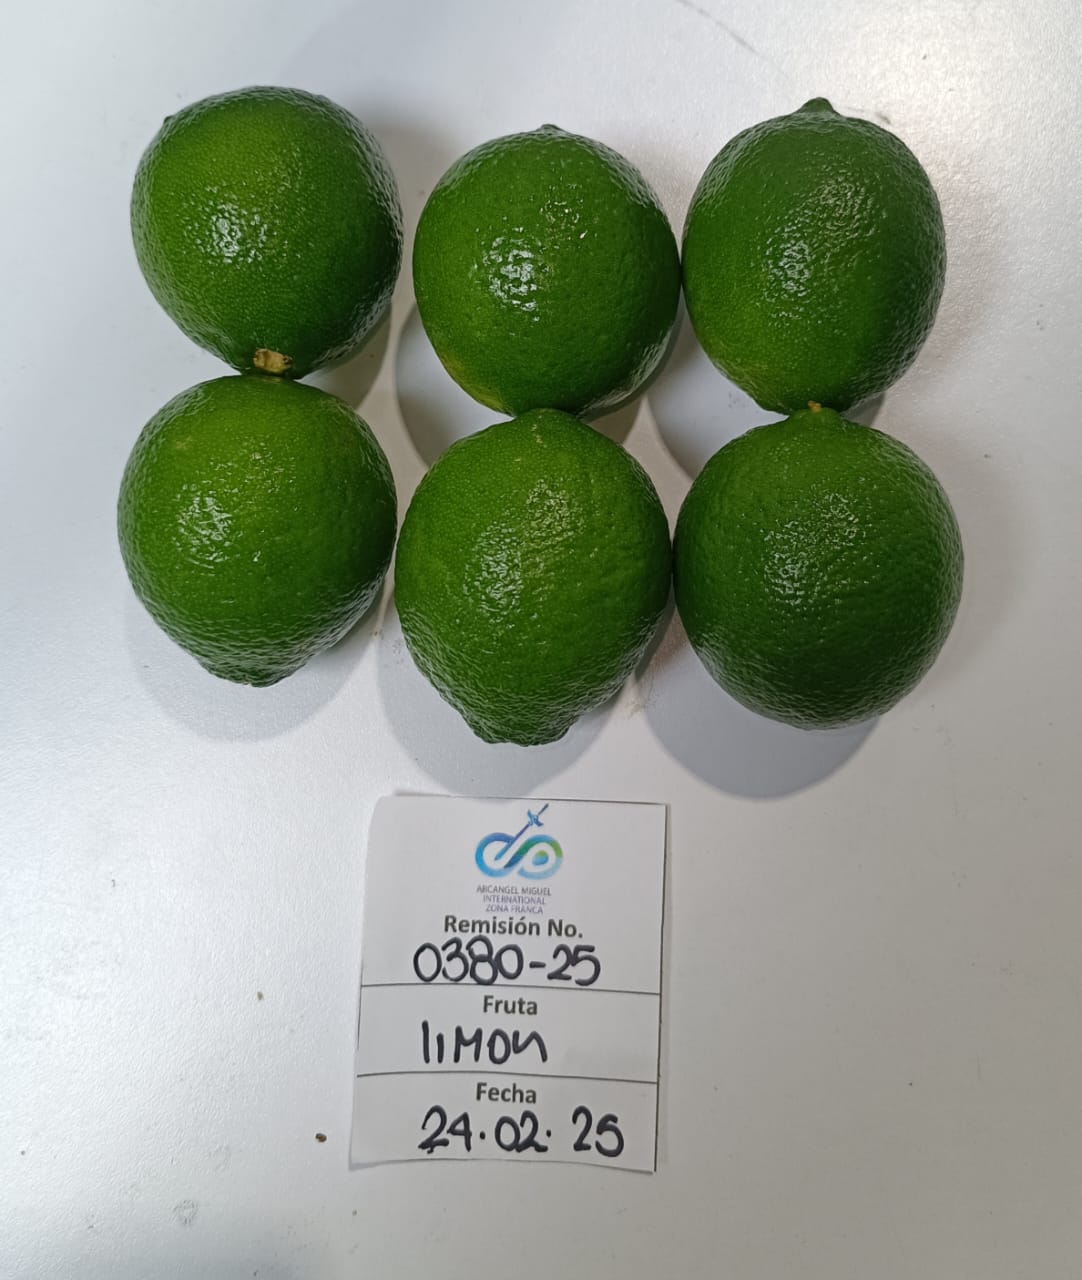 ARCANGEL MIGUEL
INTERNATIONAL
ZONA FRANCA
Remisión No.
0380-25
Fruta
limon
Fecha
24.02.25